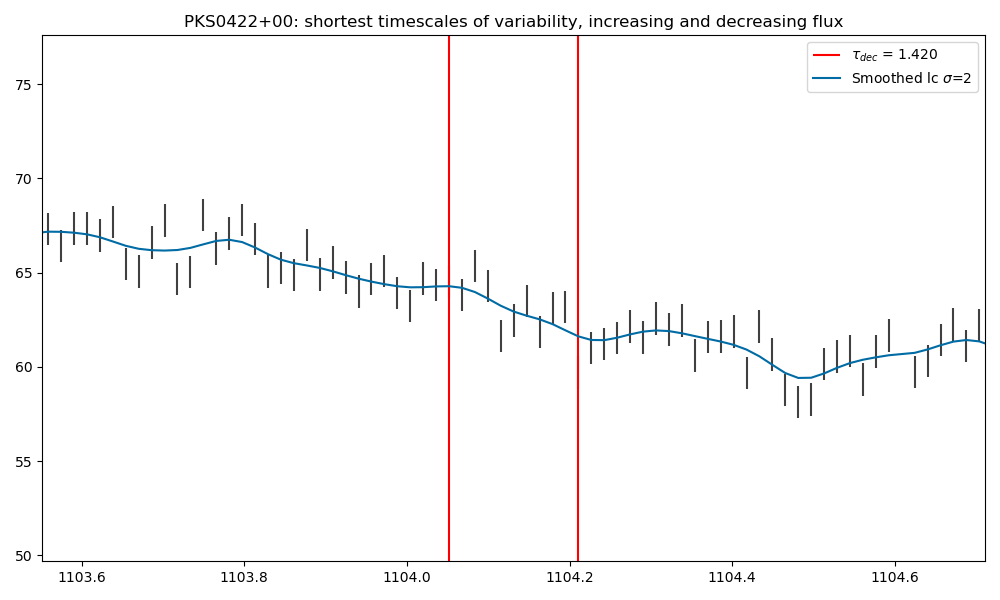 PKS0422+00: shortest timescales of variability, increasing and decreasing flux
τ_dec = 1.420
Smoothed lc σ=2
75
70
65
60
55
50
1103.6 1103.8 1104.0 1104.2 1104.4 1104.6